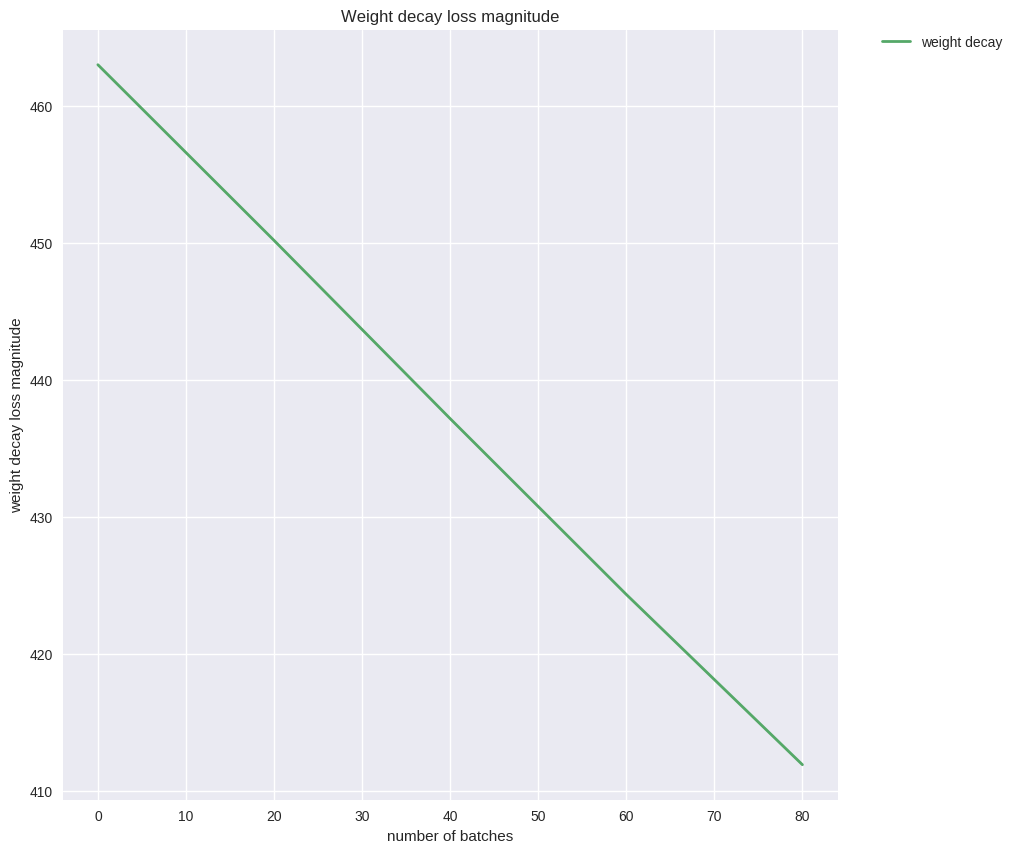 Weight decay loss magnitude
weight decay
460
450
440
430
420
410
weight decay loss magnitude
0 10 20 30 40 50 60 70 80
number of batches